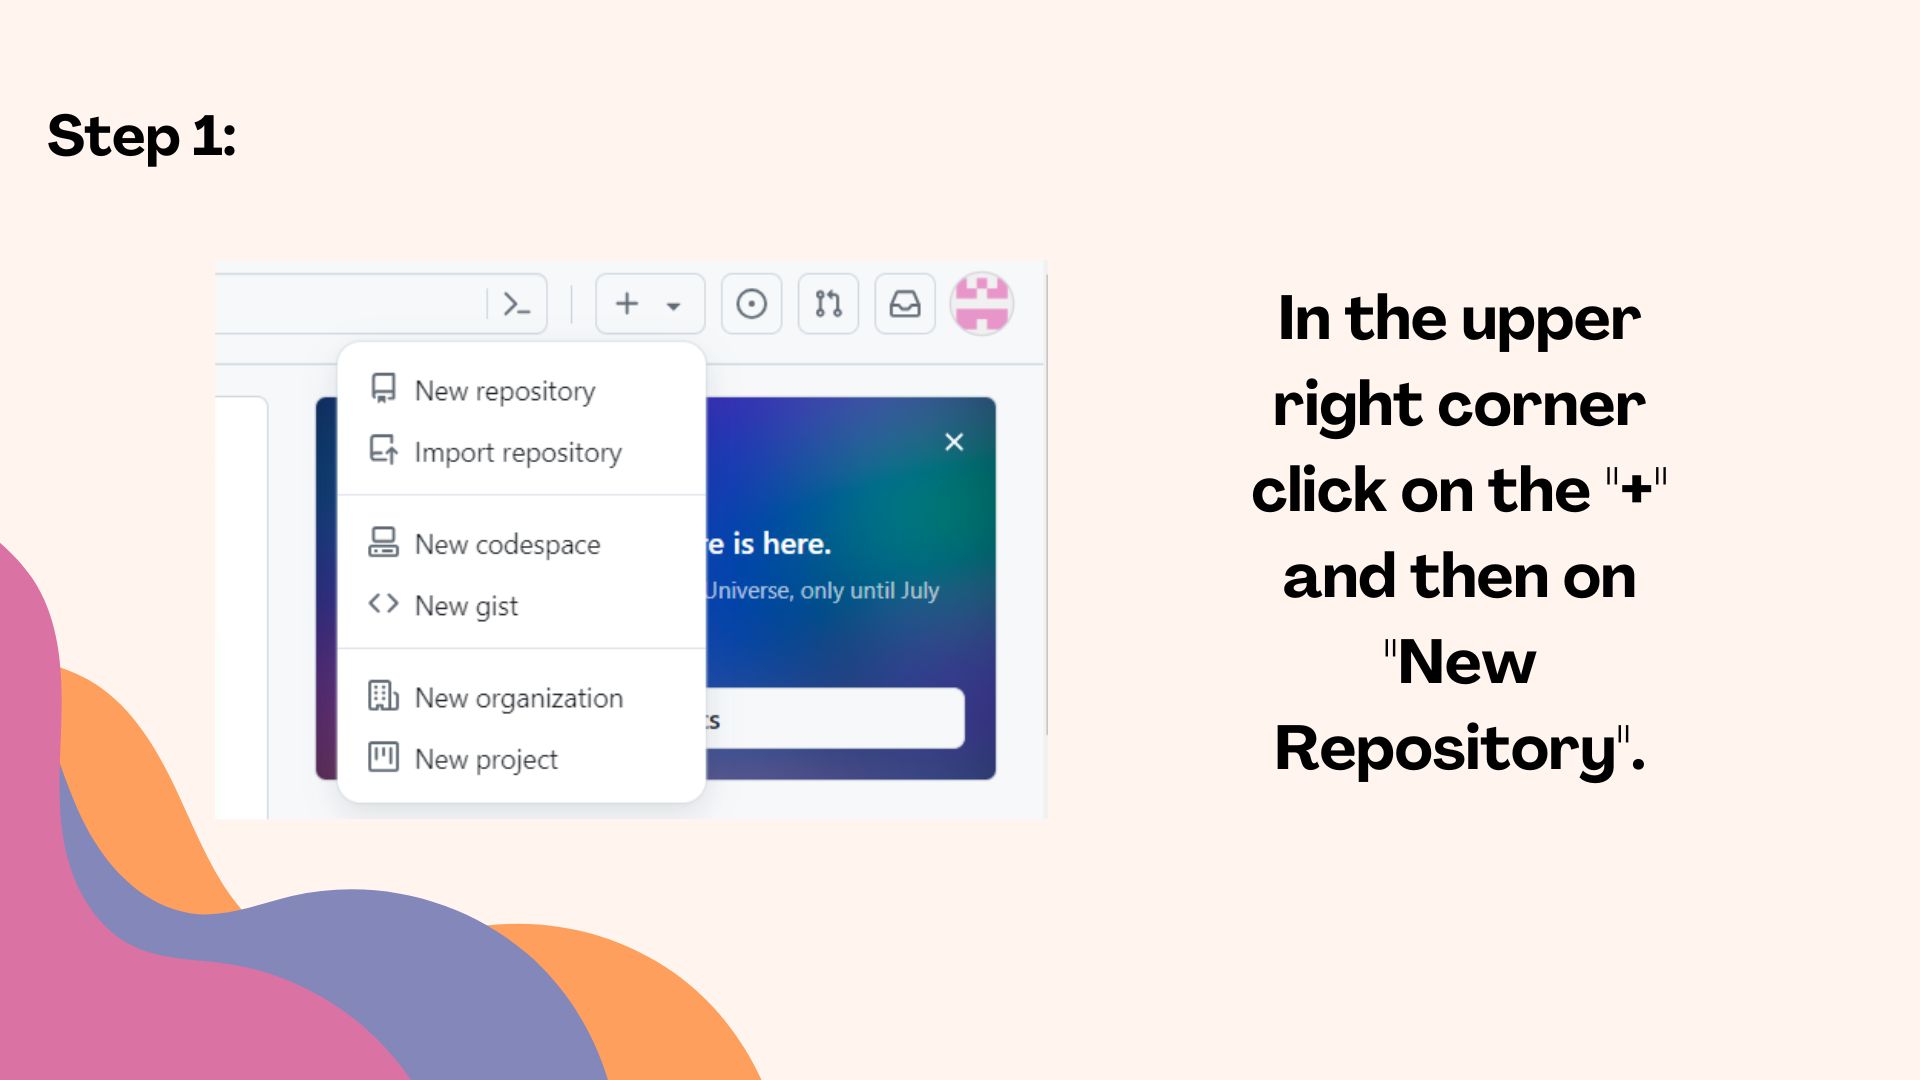 Step 1:
New repository
Import repository
New codespace
New gist
New organization
New project
is here.
Universe, only until July
In the upper
right corner
click on the "+"
and then on
"New
Repository".